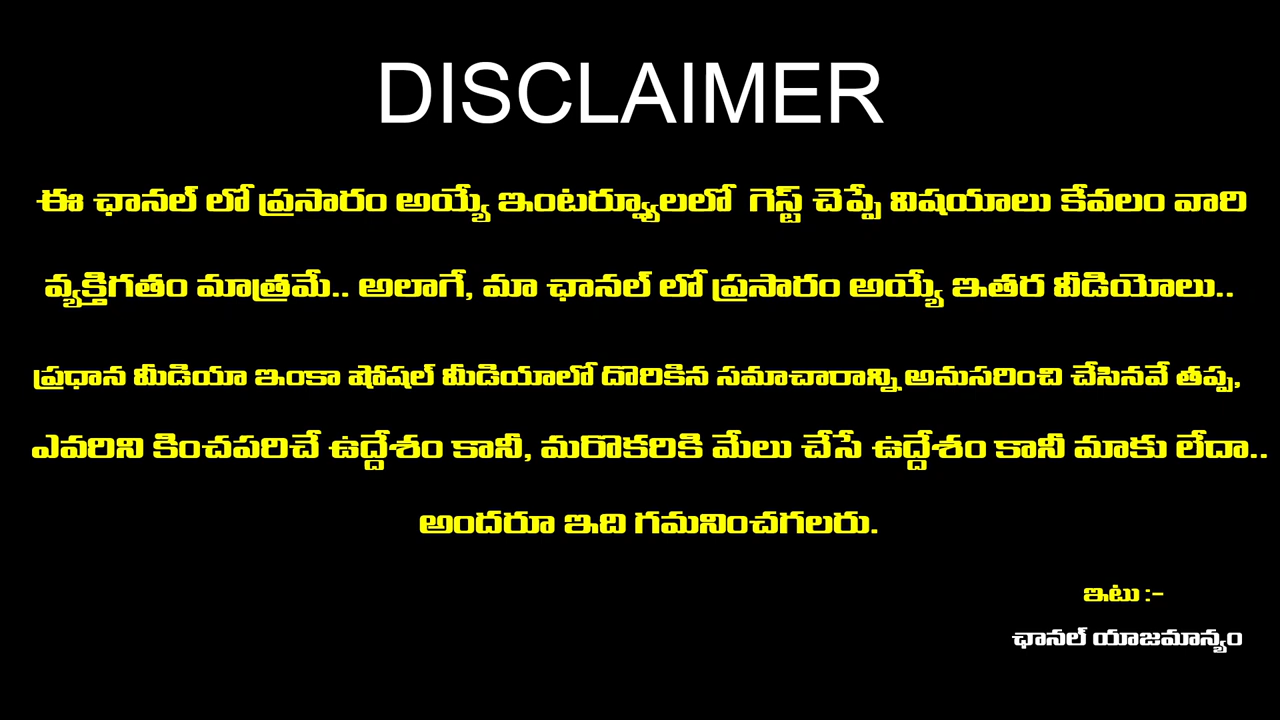 DISCLAIMER
ఈ ఛానల్ లో ప్రసారం అయ్యే ఇంటర్వ్యూలలో గెస్ట్ చెప్పే విషయాలు కేవలం వారి
వ్యక్తిగతం మాత్రమే.. అలాగే, మా ఛానల్ లో ప్రసారం అయ్యే ఇతర వీడియోలు..
ప్రధాన మీడియా ఇంకా షోషల్ మీడియాలో దొరికిన సమాచారాన్ని అనుసరించి చేసినవే తప్ప,
ఎవరిని కించపరిచే ఉద్దేశం కానీ, మరొకరికి మేలు చేసే ఉద్దేశం కానీ మాకు లేదా..
అందరూ ఇది గమనించగలరు.
ఇటు :-
ఛానల్ యాజమాన్యం